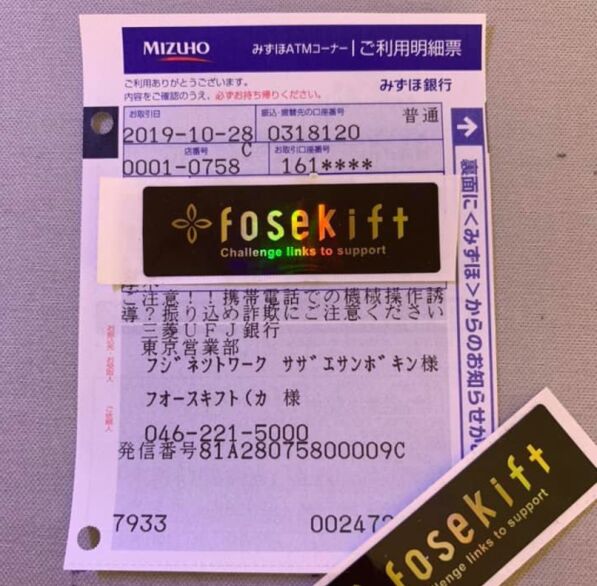 MIZUHO みずほATMコーナー ご利用明細票
ご利用ありがとうございます。
内容をご確認のうえ、必ずお持ち帰りください。 みずほ銀行
お取引日 振込・振替先の口座番号 普通
2019-10-28 0318120
店番号 C お取引口座番号
0001-0758 161****
fosekift
Challenge links to support
ご注意！！携帯電話での機械操作誘
導？振り込め詐欺にご注意ください
三菱ＵＦＪ銀行
東京営業部
フジネットワーク サザエサンボキン様
フオースキフト(カ 様
046-221-5000
発信番号81A28075800009C
7933 002472
裏面に<みずほ>からのお知らせが
fosekift
Challenge links to support